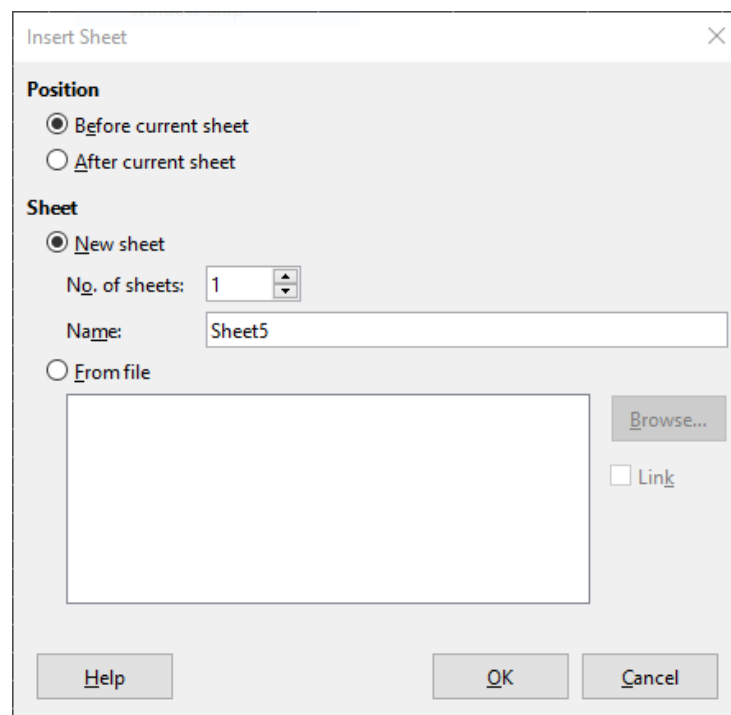 Insert Sheet
Position
Before current sheet
After current sheet
Sheet
New sheet
No. of sheets: 1
Name: Sheet5
From file
Browse...
Link
Help OK Cancel